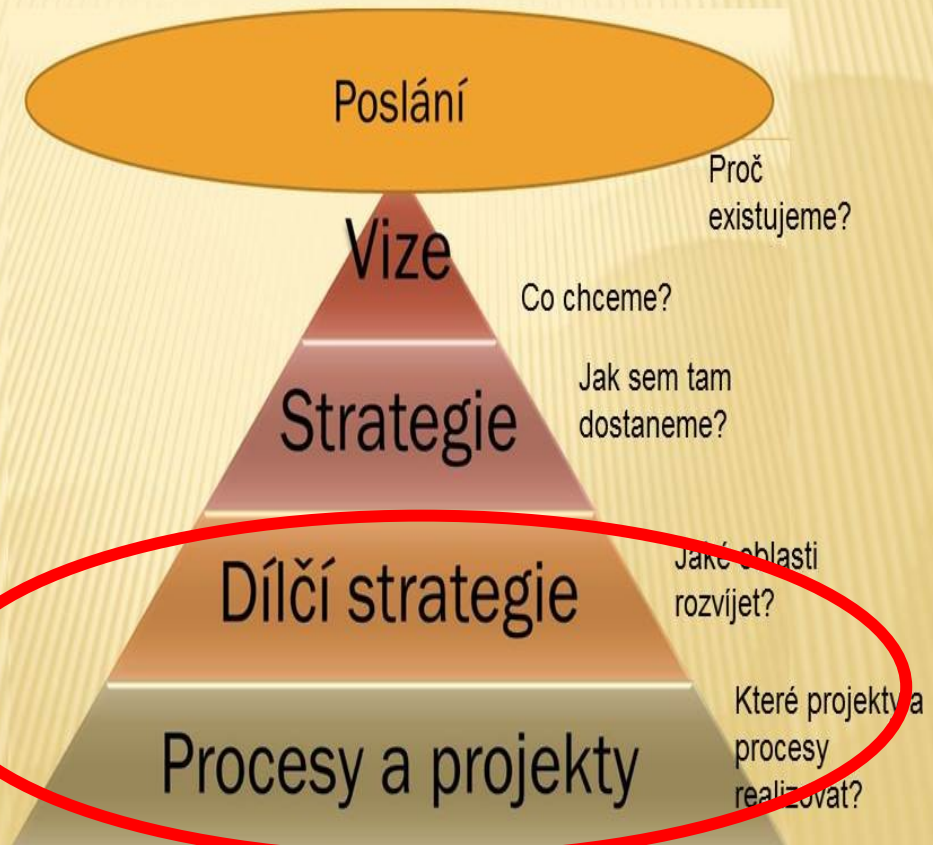 Poslání
Proč
existujeme?
Vize
Co chceme?
Strategie
Jak sem tam
dostaneme?
Dílčí strategie
Jaké oblasti
rozvíjet?
Procesy a projekty
Které projekty a
procesy
realizovat?